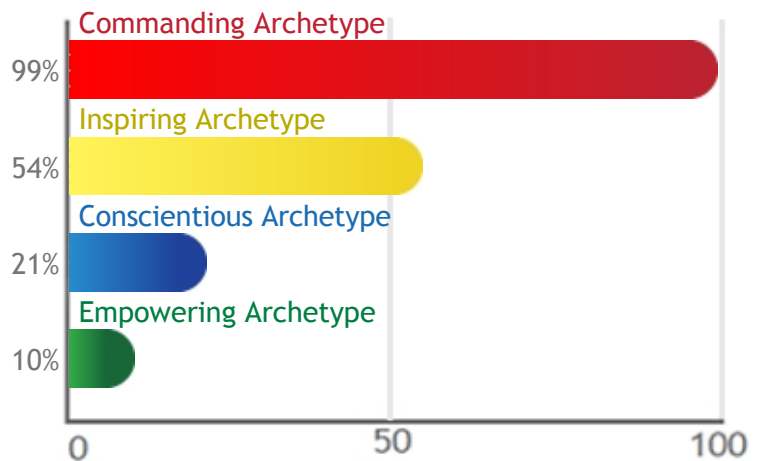 Commanding Archetype
99%
Inspiring Archetype
54%
Conscientious Archetype
21%
Empowering Archetype
10%
0 50 100